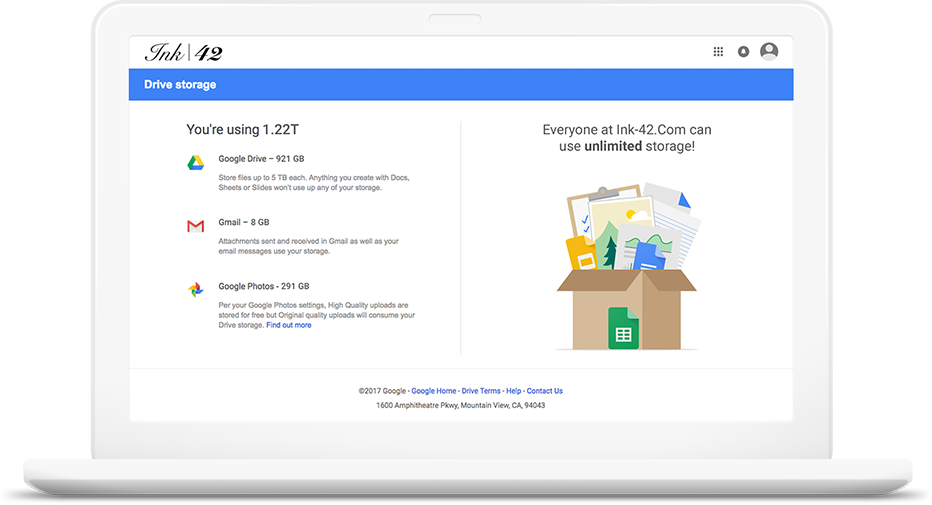 Ink | 42
Drive storage
You're using 1.22T
Google Drive – 921 GB
Store files up to 5 TB each. Anything you create with Docs,
Sheets or Slides won't use up any of your storage.
Gmail – 8 GB
Attachments sent and received in Gmail as well as your
email messages use your storage.
Google Photos - 291 GB
Per your Google Photos settings, High Quality uploads are
stored for free but Original quality uploads will consume your
Drive storage. Find out more
Everyone at Ink-42.Com can
use unlimited storage!
©2017 Google - Google Home - Drive Terms - Help - Contact Us
1600 Amphitheatre Pkwy, Mountain View, CA, 94043